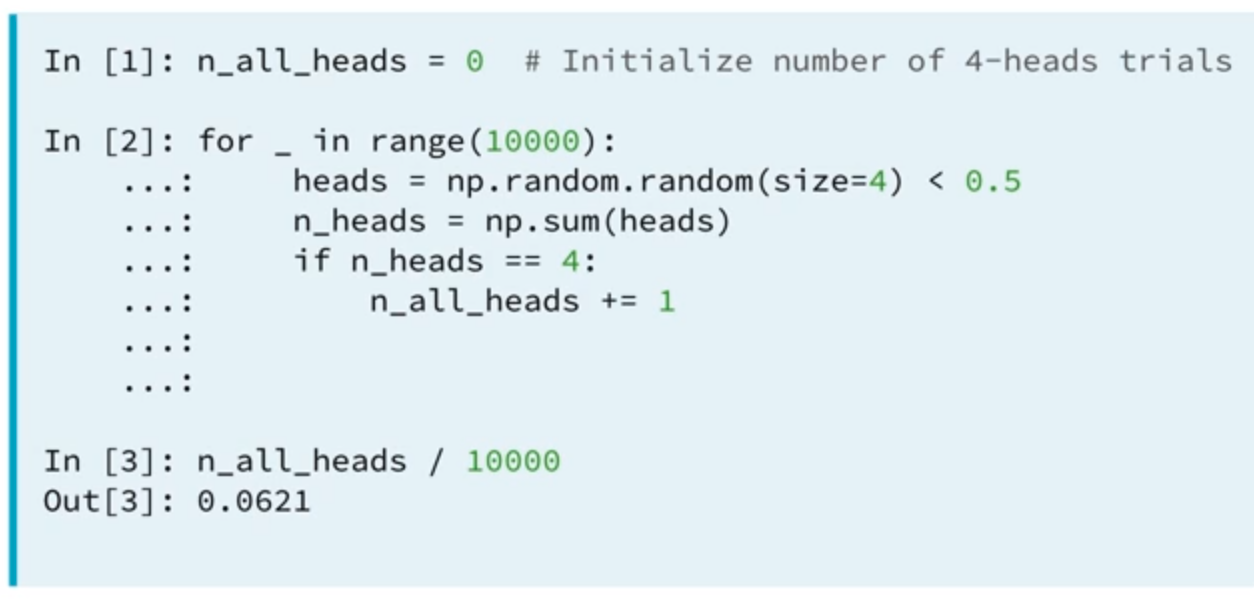 In [1]: n_all_heads = 0  # Initialize number of 4-heads trials
In [2]: for _ in range(10000):
   ...:     heads = np.random.random(size=4) < 0.5
   ...:     n_heads = np.sum(heads)
   ...:     if n_heads == 4:
   ...:         n_all_heads += 1
   ...:
   ...:
In [3]: n_all_heads / 10000
Out[3]: 0.0621